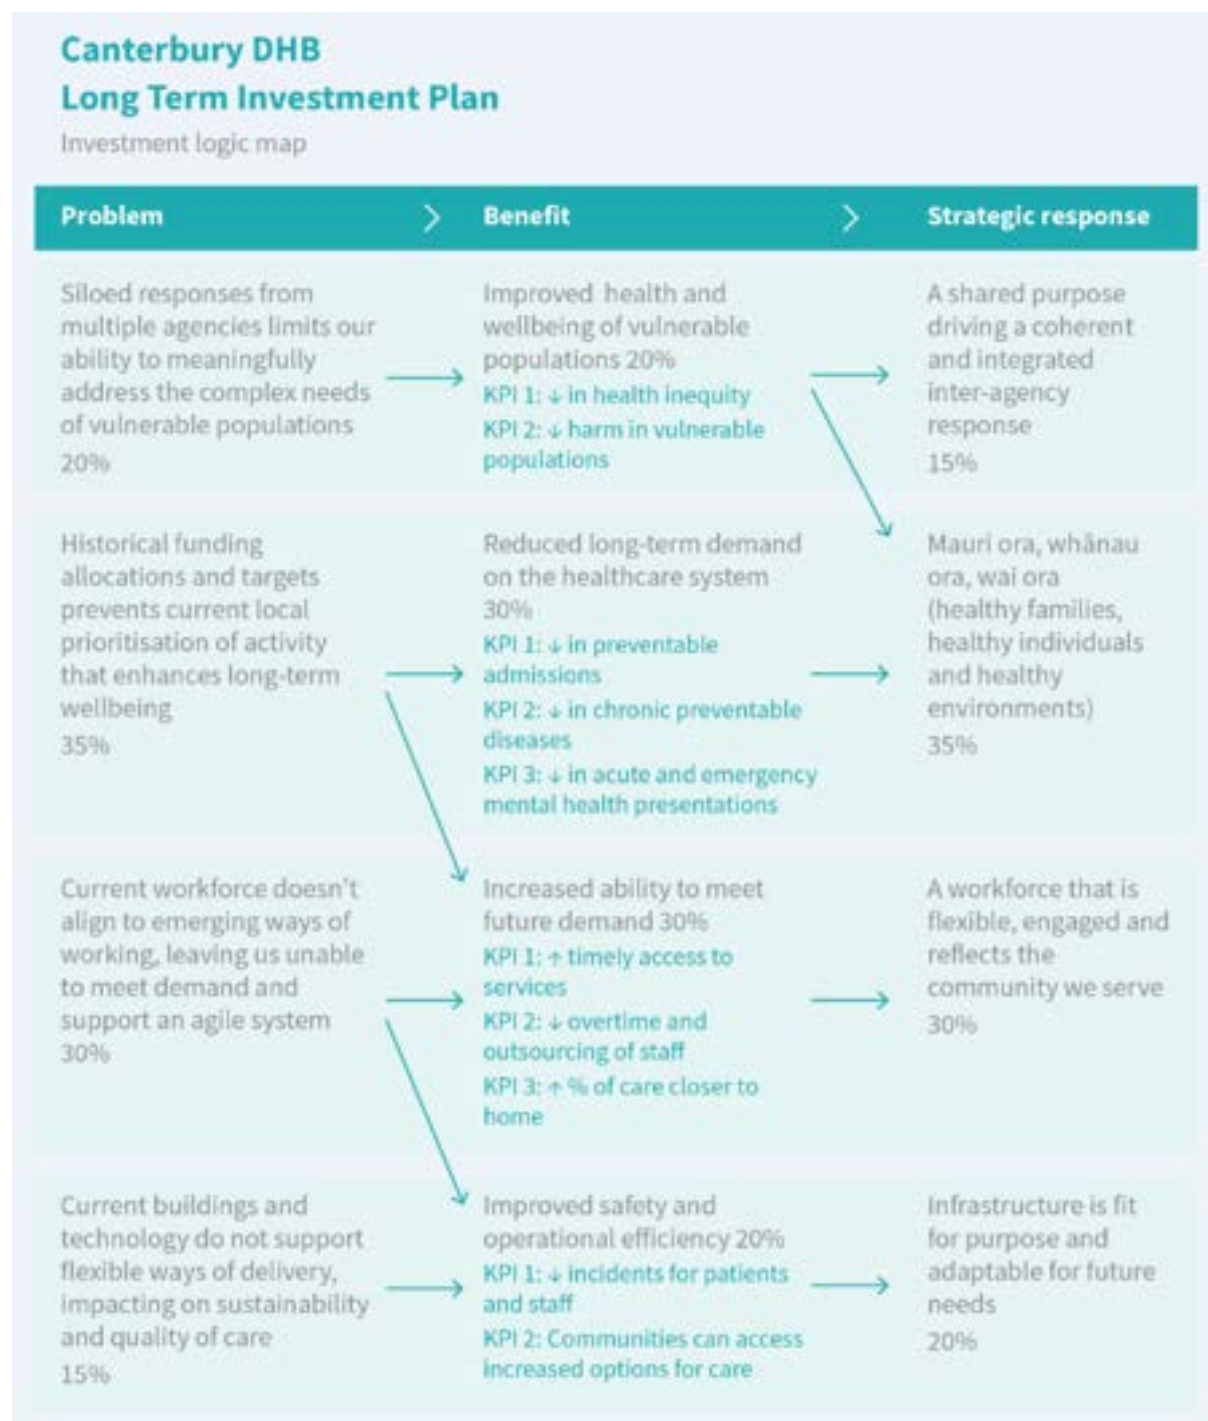 Canterbury DHB
Long Term Investment Plan
Investment logic map
Problem
Benefit
Strategic response
Siloed responses from
multiple agencies limits our
ability to meaningfully
address the complex needs
of vulnerable populations
20%
Improved health and
wellbeing of vulnerable
populations 20%
KPI 1: ↓ in health inequity
KPI 2: ↓ harm in vulnerable
populations
A shared purpose
driving a coherent
and integrated
inter-agency
response
15%
Historical funding
allocations and targets
prevents current local
prioritisation of activity
that enhances long-term
wellbeing
35%
Reduced long-term demand
on the healthcare system
30%
KPI 1: ↓ in preventable
admissions
KPI 2: ↓ in chronic preventable
diseases
KPI 3: ↓ in acute and emergency
mental health presentations
Mauri ora, whānau
ora, wai ora
(healthy families,
healthy individuals
and healthy
environments)
35%
Current workforce doesn't
align to emerging ways of
working, leaving us unable
to meet demand and
support an agile system
30%
Increased ability to meet
future demand 30%
KPI 1: ↑ timely access to
services
KPI 2: ↓ overtime and
outsourcing of staff
KPI 3: ↑ % of care closer to
home
A workforce that is
flexible, engaged and
reflects the
community we serve
30%
Current buildings and
technology do not support
flexible ways of delivery,
impacting on sustainability
and quality of care
15%
Improved safety and
operational efficiency 20%
KPI 1: ↓ incidents for patients
and staff
KPI 2: Communities can access
increased options for care
Infrastructure is fit
for purpose and
adaptable for future
needs
20%